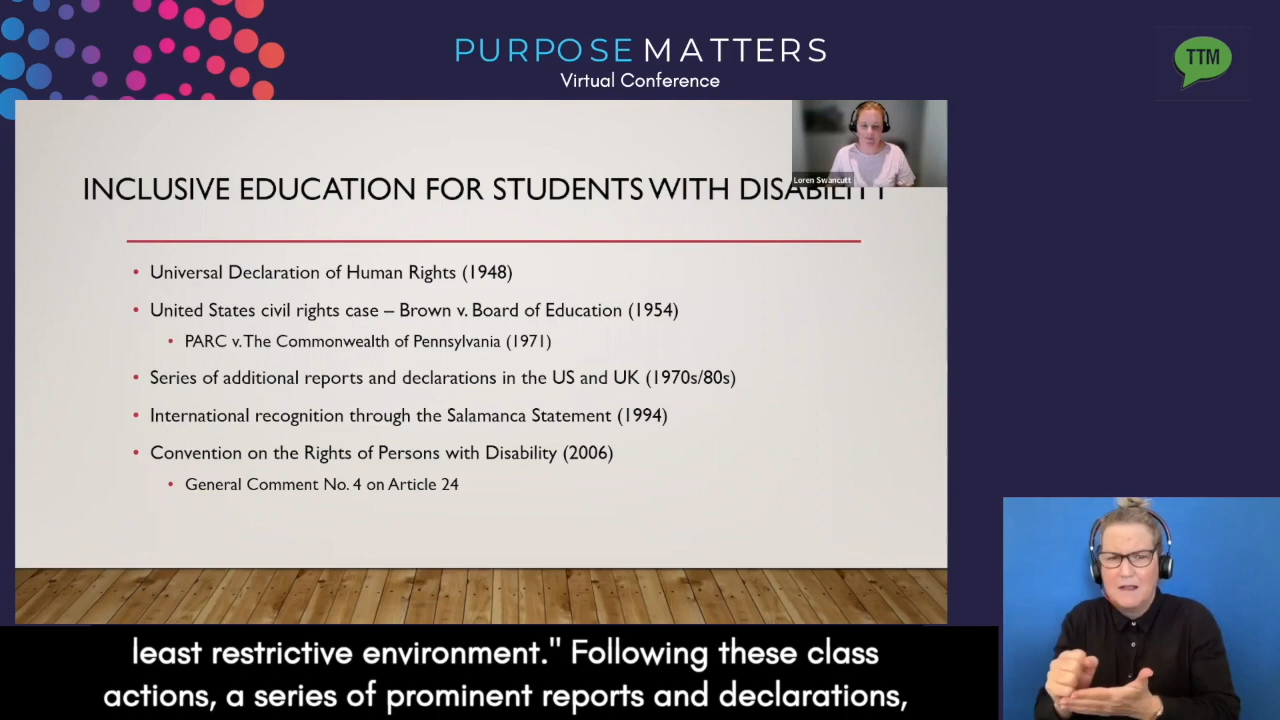 PURPOSE MATTERS
Virtual Conference
TTM
Loren Swancutt
INCLUSIVE EDUCATION FOR STUDENTS WITH DISABILITY
• Universal Declaration of Human Rights (1948)
• United States civil rights case – Brown v. Board of Education (1954)
• PARC v. The Commonwealth of Pennsylvania (1971)
• Series of additional reports and declarations in the US and UK (1970s/80s)
• International recognition through the Salamanca Statement (1994)
• Convention on the Rights of Persons with Disability (2006)
• General Comment No. 4 on Article 24
least restrictive environment." Following these class
actions, a series of prominent reports and declarations,